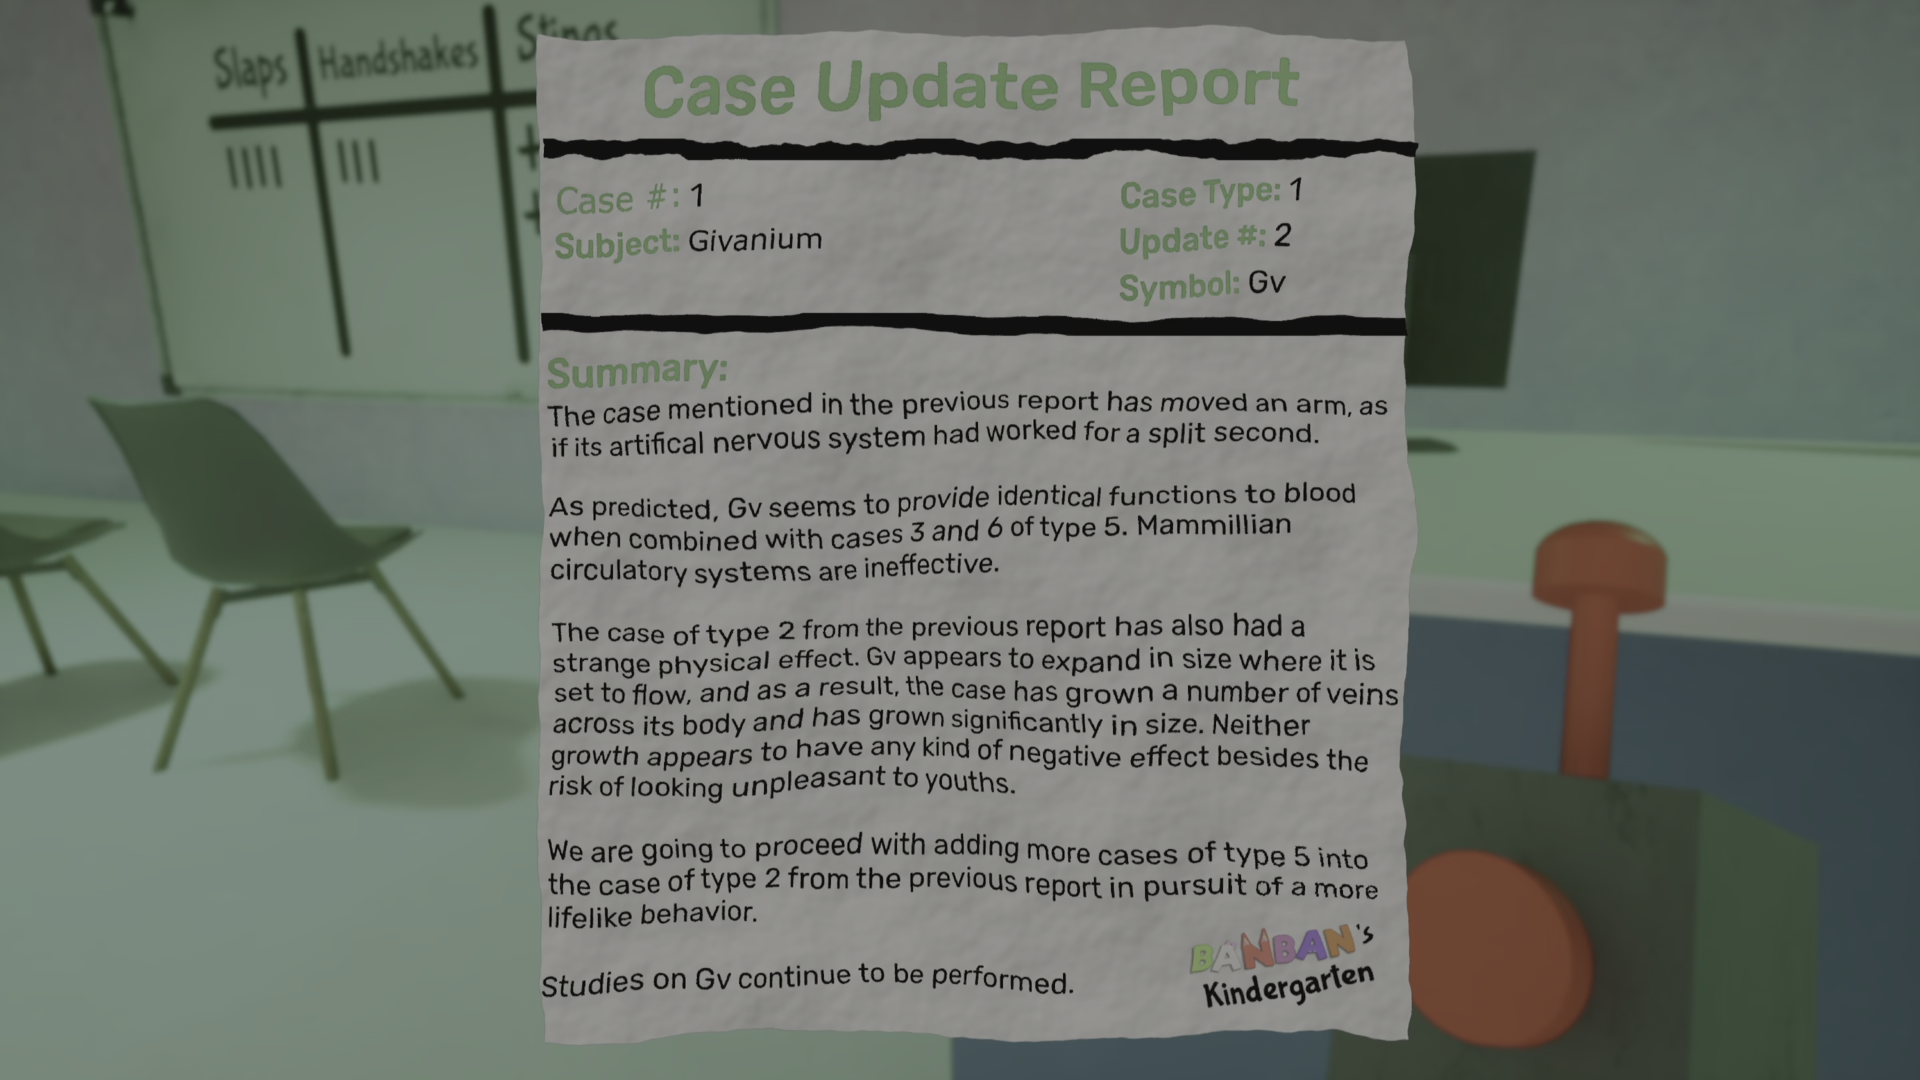 Slaps Handshakes Stings
Case Update Report
Case #: 1
Subject: Givanium
Case Type: 1
Update #: 2
Symbol: Gv
Summary:
The case mentioned in the previous report has moved an arm, as
if its artifical nervous system had worked for a split second.
As predicted, Gv seems to provide identical functions to blood
when combined with cases 3 and 6 of type 5. Mammillian
circulatory systems are ineffective.
The case of type 2 from the previous report has also had a
strange physical effect. Gv appears to expand in size where it is
set to flow, and as a result, the case has grown a number of veins
across its body and has grown significantly in size. Neither
growth appears to have any kind of negative effect besides the
risk of looking unpleasant to youths.
We are going to proceed with adding more cases of type 5 into
the case of type 2 from the previous report in pursuit of a more
lifelike behavior.
Studies on Gv continue to be performed.
BANBAN's
Kindergarten